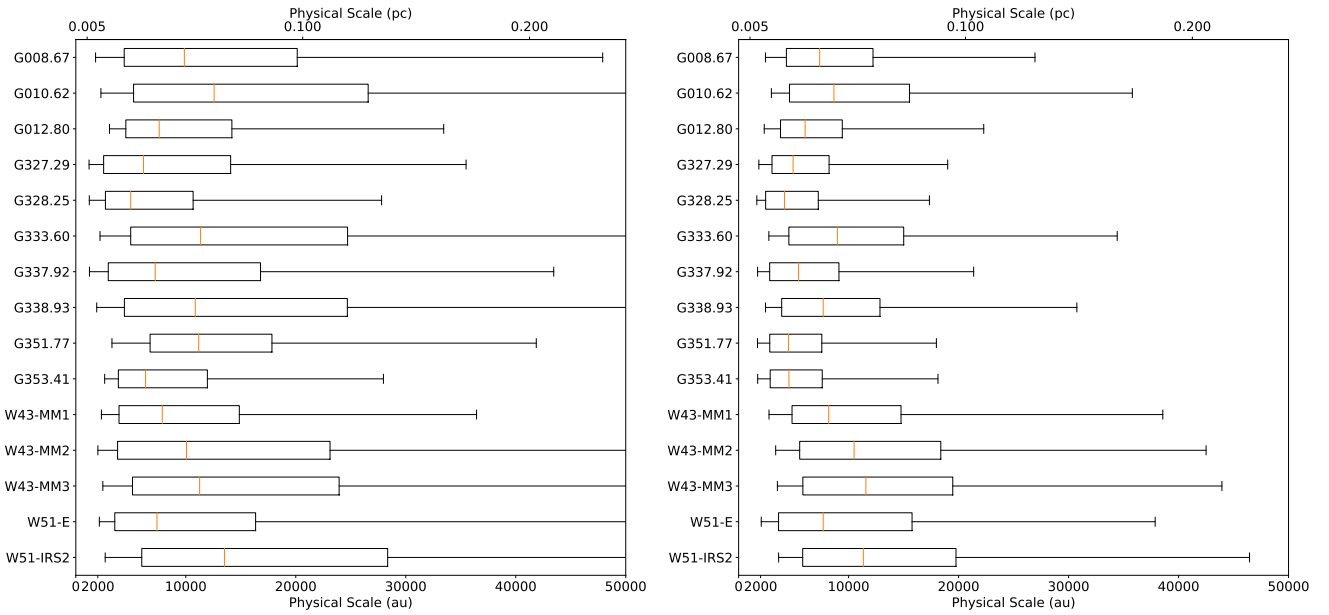 Physical Scale (pc)
0.005 0.100 0.200
G008.67
G010.62
G012.80
G327.29
G328.25
G333.60
G337.92
G338.93
G351.77
G353.41
W43-MM1
W43-MM2
W43-MM3
W51-E
W51-IRS2
0 2000 10000 20000 30000 40000 50000
Physical Scale (au)
Physical Scale (pc)
0.005 0.100 0.200
G008.67
G010.62
G012.80
G327.29
G328.25
G333.60
G337.92
G338.93
G351.77
G353.41
W43-MM1
W43-MM2
W43-MM3
W51-E
W51-IRS2
0 2000 10000 20000 30000 40000 50000
Physical Scale (au)